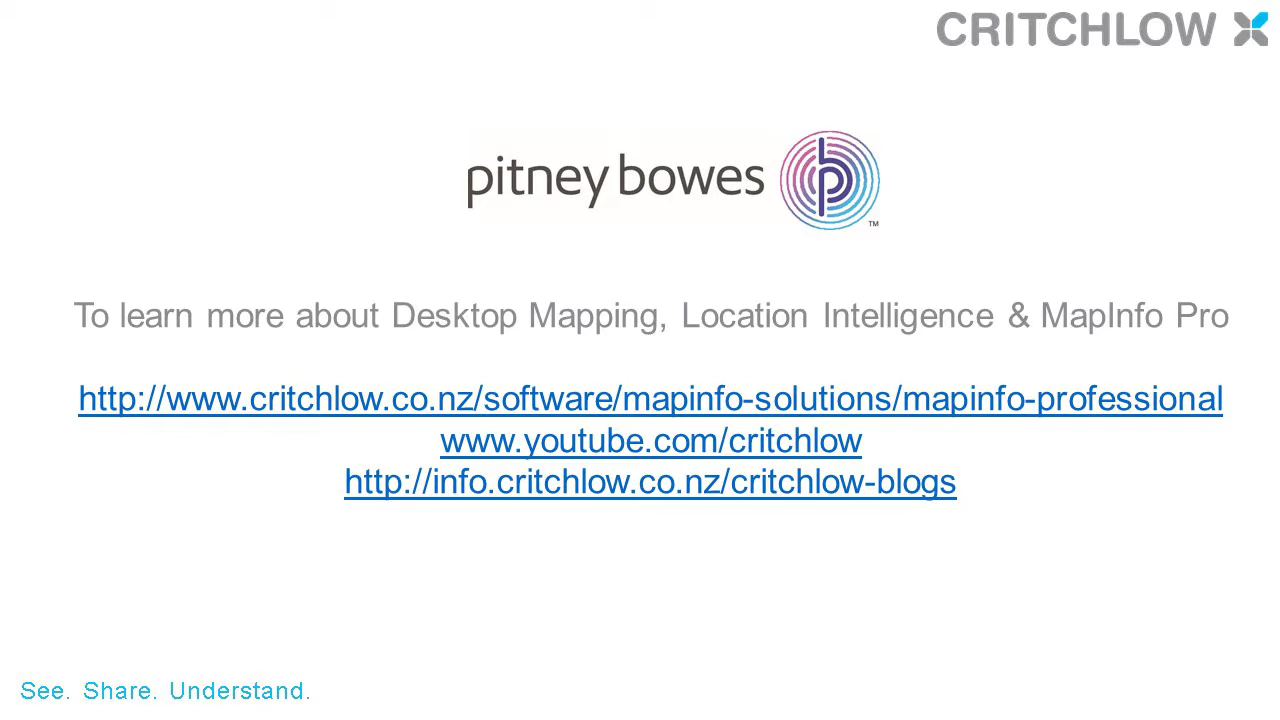 CRITCHLOW
pitney bowes
TM
To learn more about Desktop Mapping, Location Intelligence & MapInfo Pro
http://www.critchlow.co.nz/software/mapinfo-solutions/mapinfo-professional
www.youtube.com/critchlow
http://info.critchlow.co.nz/critchlow-blogs
See. Share. Understand.